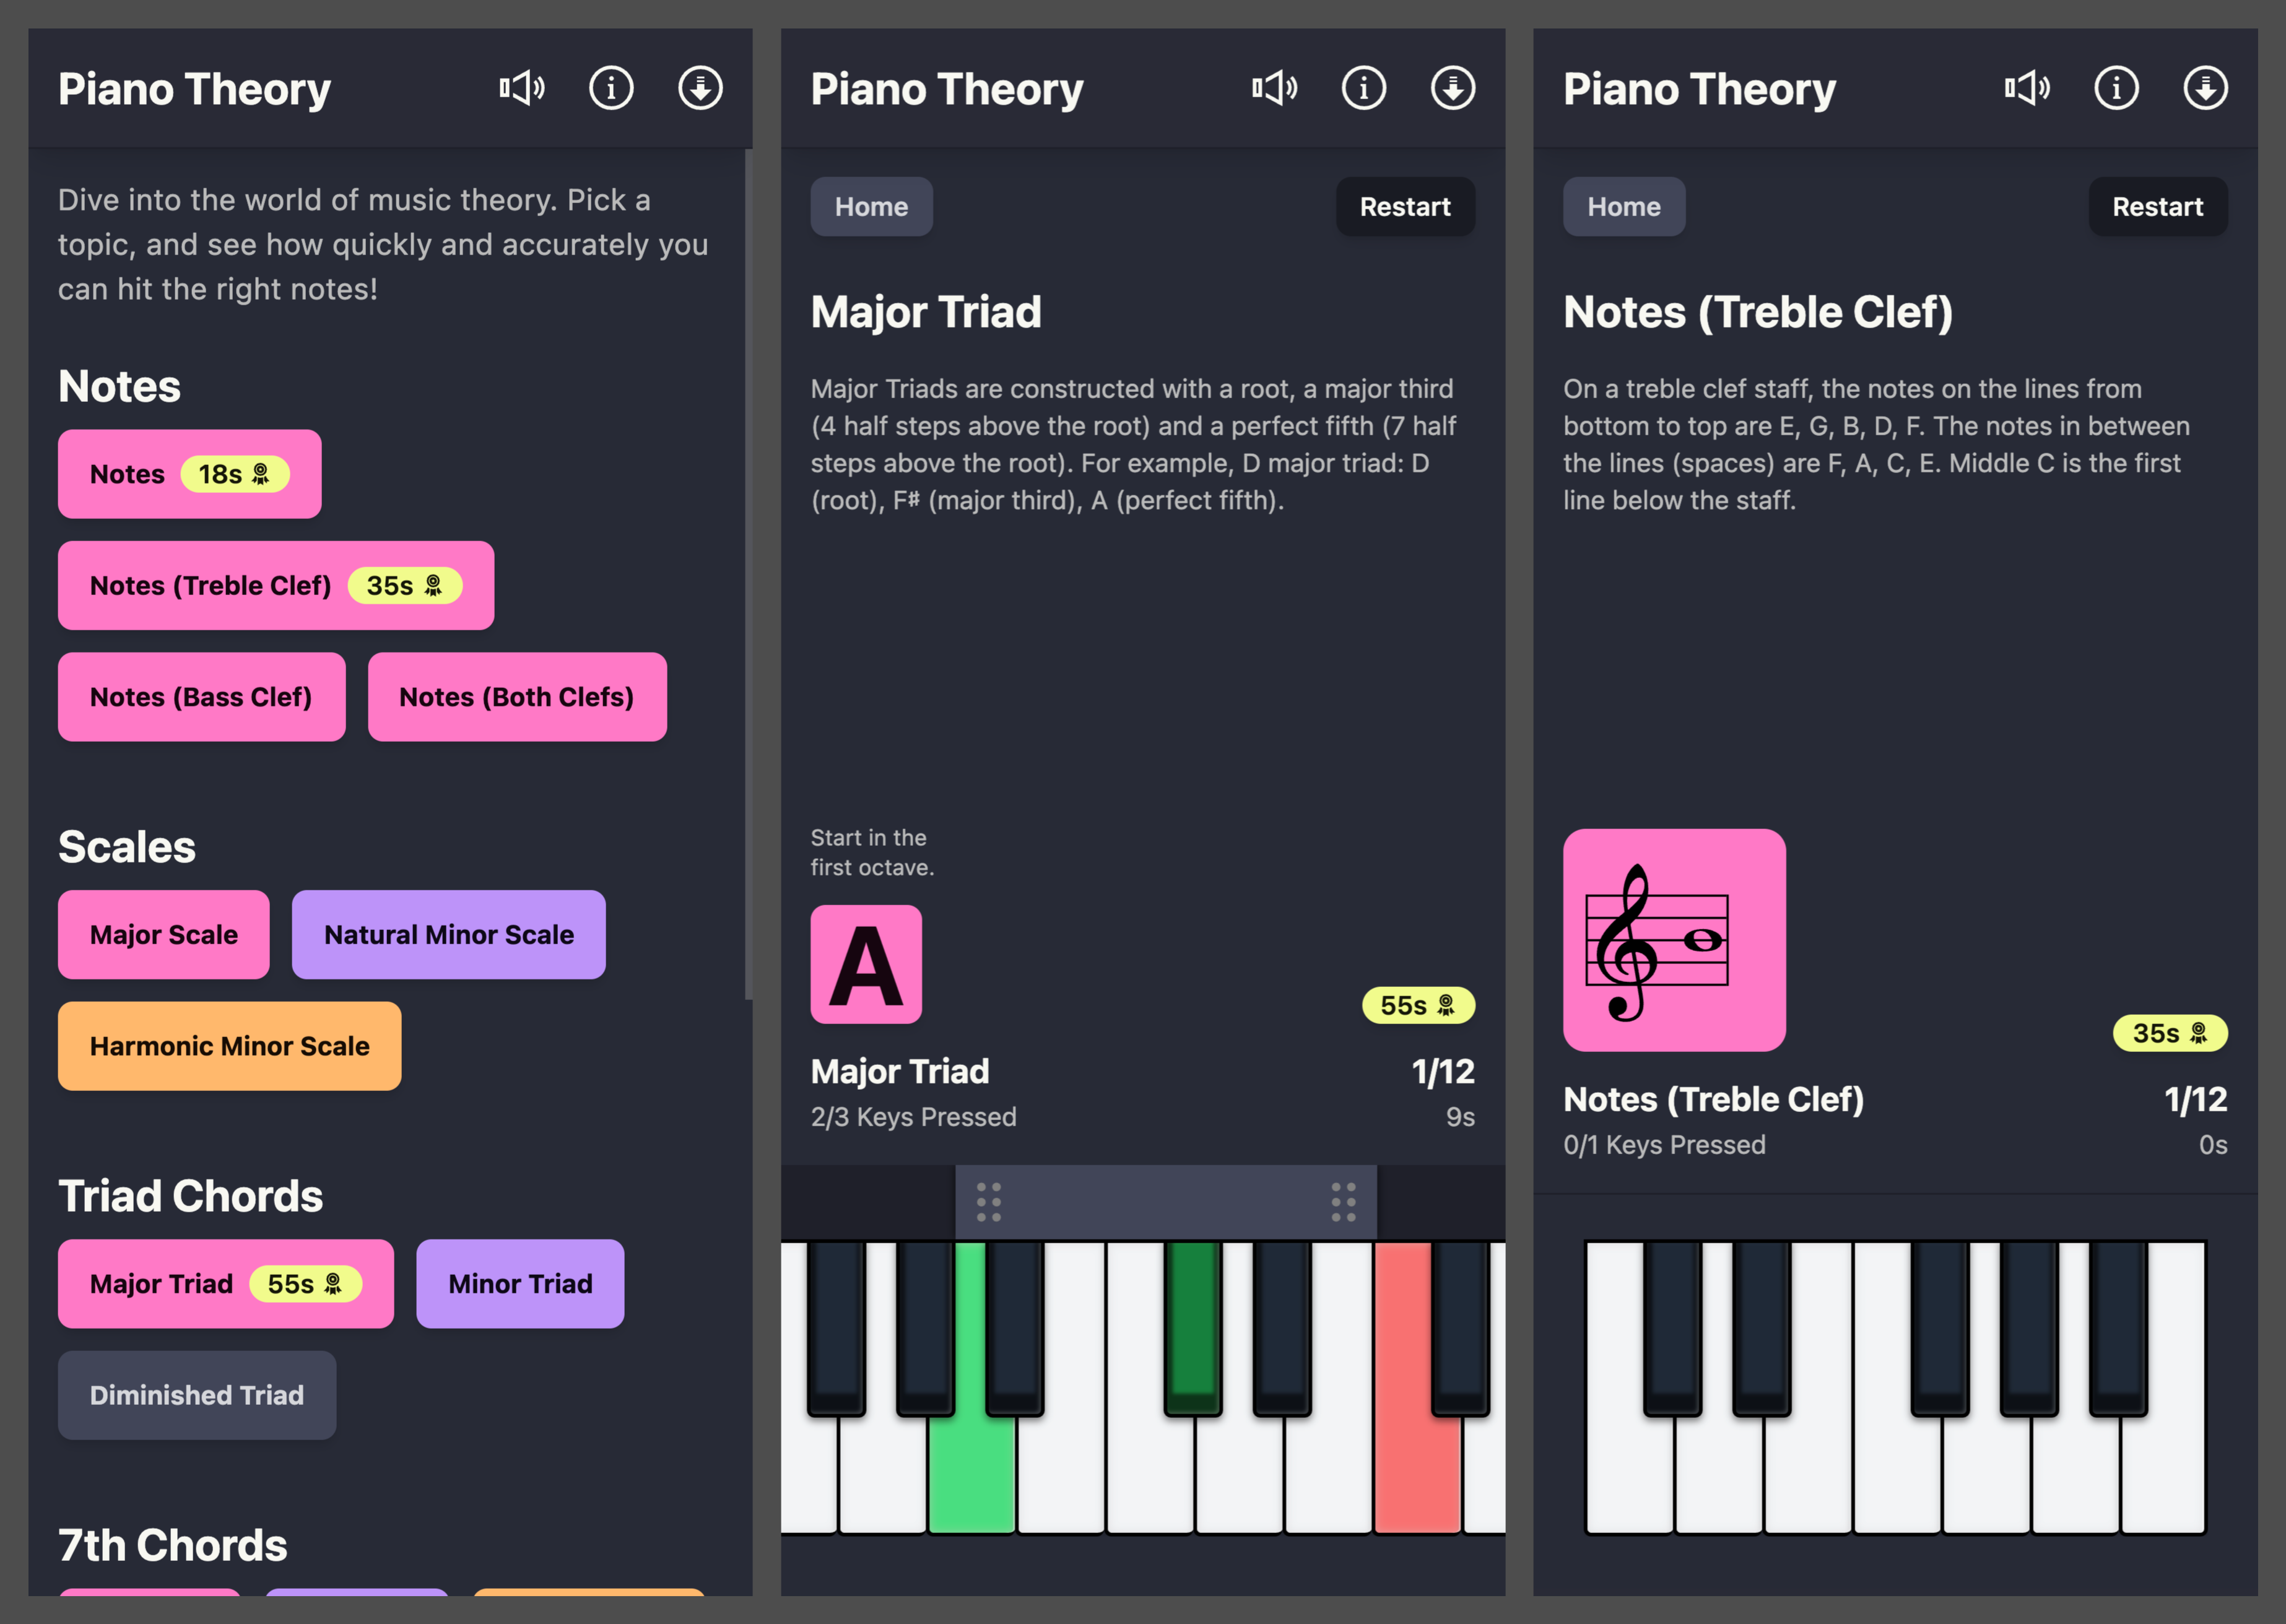 Piano Theory
Dive into the world of music theory. Pick a
topic, and see how quickly and accurately you
can hit the right notes!
Notes
Notes 18s
Notes (Treble Clef) 35s
Notes (Bass Clef) Notes (Both Clefs)
Scales
Major Scale Natural Minor Scale
Harmonic Minor Scale
Triad Chords
Major Triad 55s Minor Triad
Diminished Triad
7th Chords
Piano Theory
Home Restart
Major Triad
Major Triads are constructed with a root, a major third
(4 half steps above the root) and a perfect fifth (7 half
steps above the root). For example, D major triad: D
(root), F♯ (major third), A (perfect fifth).
Start in the
first octave.
A
55s
Major Triad 1/12
2/3 Keys Pressed 9s
Piano Theory
Home Restart
Notes (Treble Clef)
On a treble clef staff, the notes on the lines from
bottom to top are E, G, B, D, F. The notes in between
the lines (spaces) are F, A, C, E. Middle C is the first
line below the staff.
35s
Notes (Treble Clef) 1/12
0/1 Keys Pressed 0s